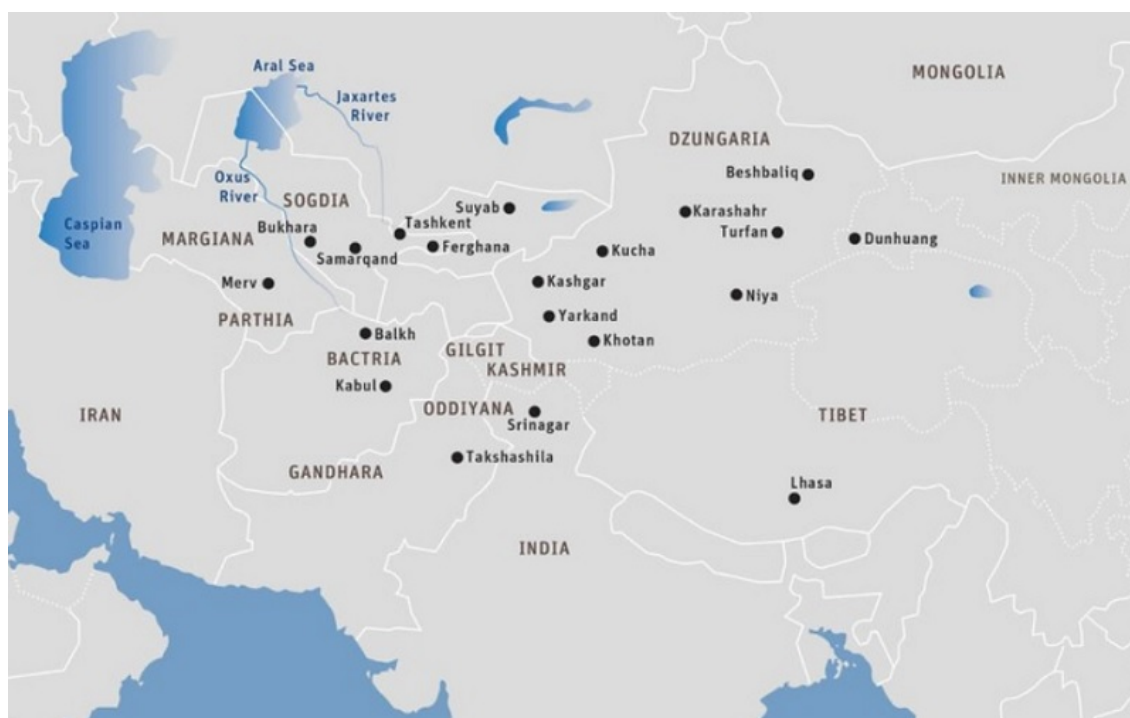 Aral Sea
MONGOLIA
Jaxartes
River
DZUNGARIA
Beshbaliq
INNER MONGOLIA
Oxus
River
SOGDIA
Suyab
Karashahr
Caspian
Sea
MARGIANA
Bukhara
Tashkent
Turfan
Dunhuang
Samarqand
Ferghana
Kucha
Merv
Kashgar
Niya
PARTHIA
Yarkand
Balkh
Khotan
BACTRIA
GILGIT
KASHMIR
Kabul
IRAN
ODDIYANA
Srinagar
TIBET
Takshashila
GANDHARA
Lhasa
INDIA